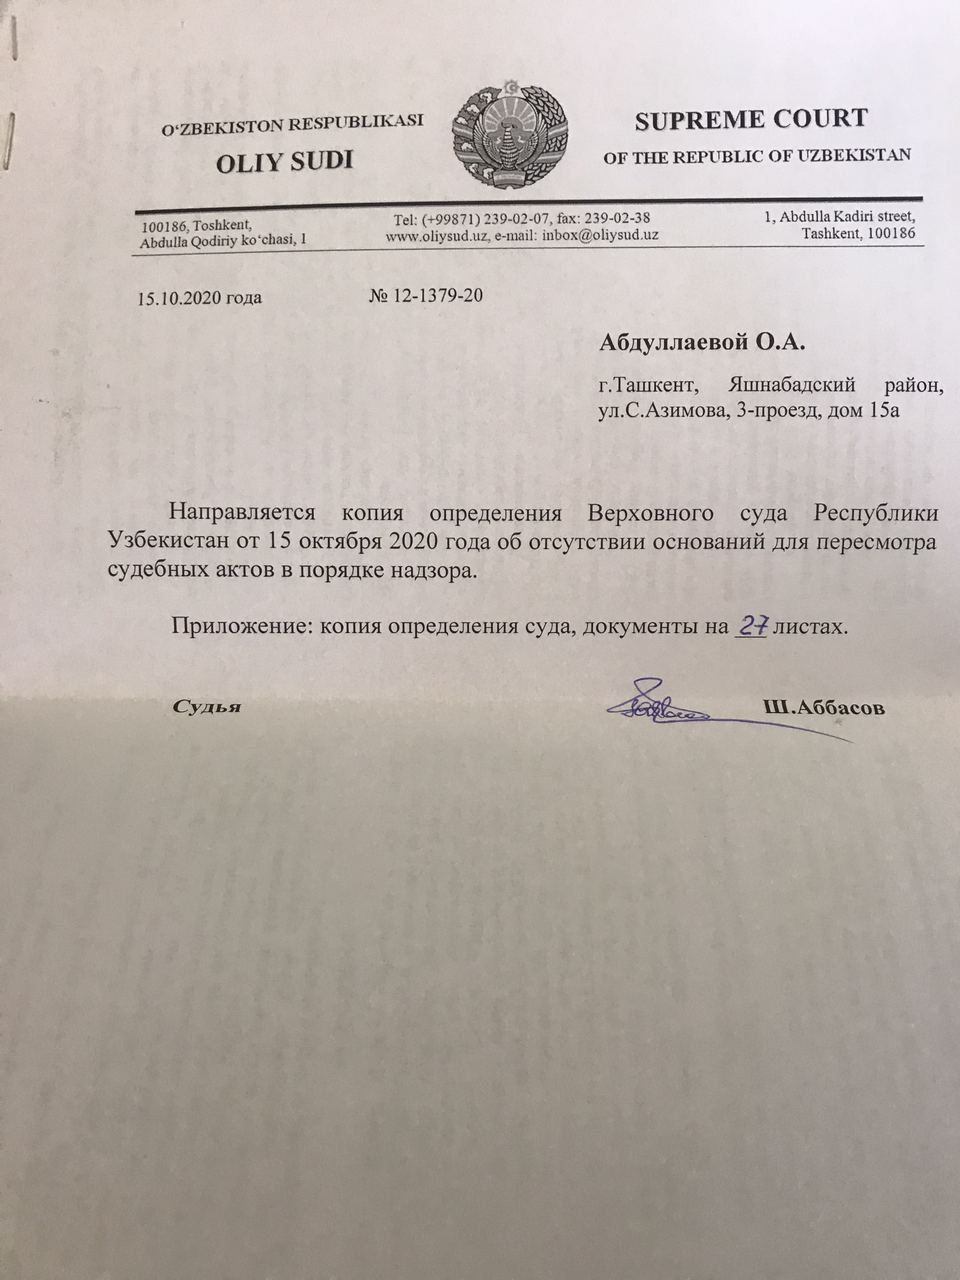 O‘ZBEKISTON RESPUBLIKASI
OLIY SUDI
SUPREME COURT
OF THE REPUBLIC OF UZBEKISTAN
100186, Toshkent,
Abdulla Qodiriy ko‘chasi, 1
Tel: (+99871) 239-02-07, fax: 239-02-38
www.oliysud.uz, e-mail: inbox@oliysud.uz
1, Abdulla Kadiri street,
Tashkent, 100186
15.10.2020 года № 12-1379-20
Абдуллаевой О.А.
г.Ташкент, Яшнабадский район,
ул.С.Азимова, 3-проезд, дом 15а
Направляется копия определения Верховного суда Республики
Узбекистан от 15 октября 2020 года об отсутствии оснований для пересмотра
судебных актов в порядке надзора.
Приложение: копия определения суда, документы на 27 листах.
Судья Ш.Аббасов